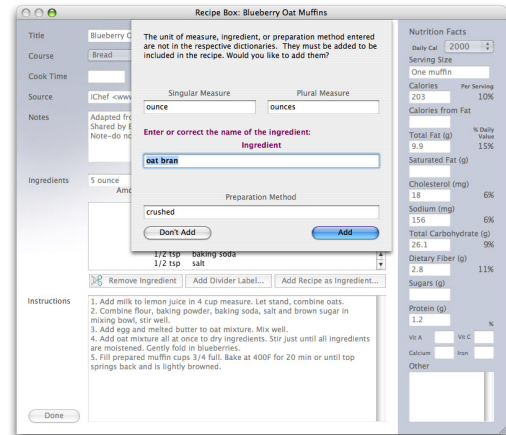 Recipe Box: Blueberry Oat Muffins
Title
Blueberry O
Course
Bread
Cook Time
Source
iChef <www
Notes
Adapted fro
Shared by E
Note-do no
Ingredients
5 ounce
Amo
The unit of measure, ingredient, or preparation method entered
are not in the respective dictionaries. They must be added to be
included in the recipe. Would you like to add them?
Singular Measure
Plural Measure
ounce
ounces
Enter or correct the name of the ingredient:
Ingredient
oat bran
Preparation Method
crushed
Don't Add
Add
1/2 tsp baking soda
1/2 tsp salt
Remove Ingredient
Add Divider Label...
Add Recipe as Ingredient...
Instructions
1. Add milk to lemon juice in 4 cup measure. Let stand, combine oats.
2. Combine flour, baking powder, baking soda, salt and brown sugar in
mixing bowl, stir well.
3. Add egg and melted butter to oat mixture. Mix well.
4. Add oat mixture all at once to dry ingredients. Stir just until all ingredients
are moistened. Gently fold in blueberries.
5. Fill prepared muffin cups 3/4 full. Bake at 400F for 20 min or until top
springs back and is lightly browned.
Done
Nutrition Facts
Daily Cal 2000
Serving Size
One muffin
Calories Per Serving
203 10%
Calories from Fat
% Daily
Value
Total Fat (g)
9.9 15%
Saturated Fat (g)
Cholesterol (mg)
18 6%
Sodium (mg)
156 6%
Total Carbohydrate (g)
26.1 9%
Dietary Fiber (g)
2.8 11%
Sugars (g)
Protein (g)
1.2
%
Vit A Vit C
Calcium Iron
Other